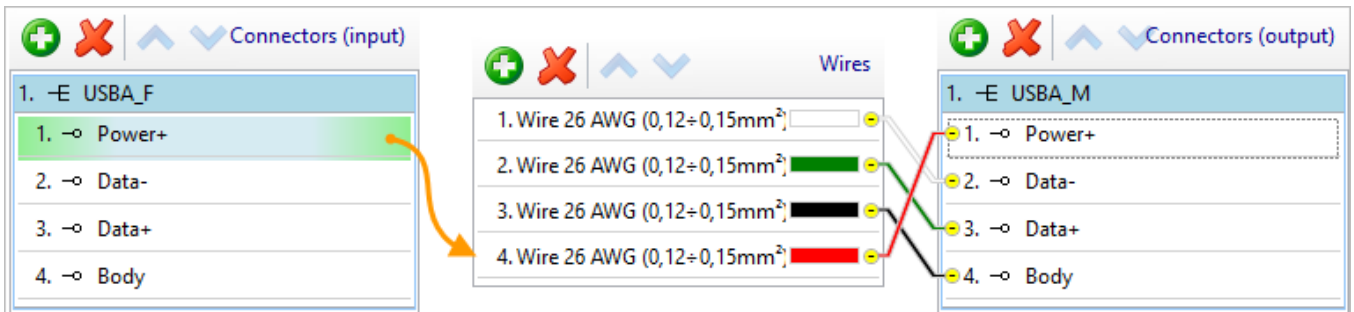 Connectors (input)
1. USBA_F
1. Power+
2. Data-
3. Data+
4. Body
Wires
1. Wire 26 AWG (0,12÷0,15mm²)
2. Wire 26 AWG (0,12÷0,15mm²)
3. Wire 26 AWG (0,12÷0,15mm²)
4. Wire 26 AWG (0,12÷0,15mm²)
Connectors (output)
1. USBA_M
1. Power+
2. Data-
3. Data+
4. Body